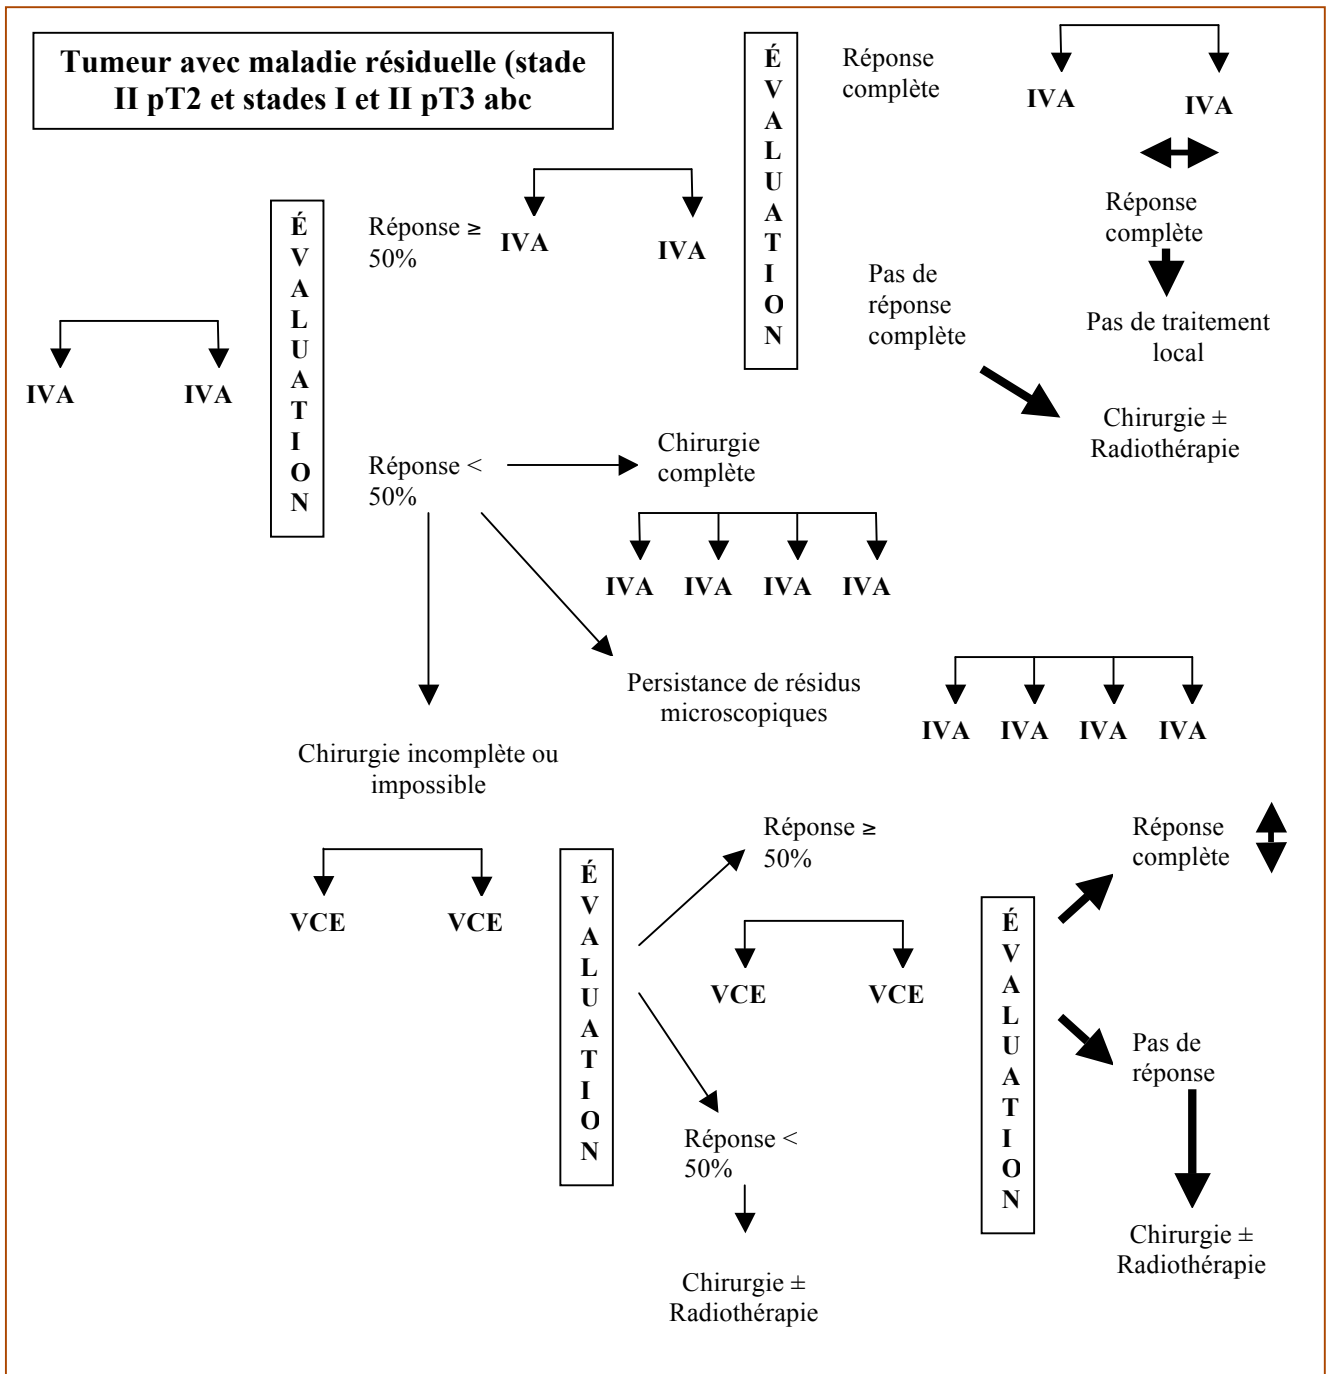 Tumeur avec maladie résiduelle (stade
II pT2 et stades I et II pT3 abc
ÉVALUATION
Réponse
complète
IVA
IVA
Réponse
complète
Pas de traitement
local
Pas de
réponse
complète
Chirurgie ±
Radiothérapie
IVA
IVA
ÉVALUATION
Réponse ≥
50%
IVA
IVA
Réponse <
50%
Chirurgie
complète
IVA IVA IVA IVA
Persistance de résidus
microscopiques
IVA IVA IVA IVA
Chirurgie incomplète ou
impossible
VCE
VCE
ÉVALUATION
Réponse ≥
50%
VCE
VCE
Réponse <
50%
Chirurgie ±
Radiothérapie
ÉVALUATION
Réponse
complète
Pas de
réponse
Chirurgie ±
Radiothérapie